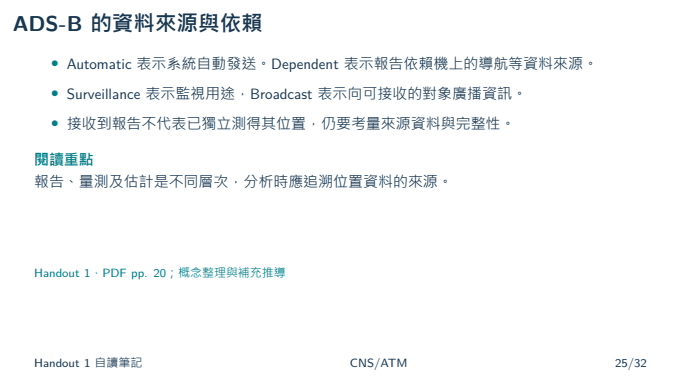 ADS-B 的資料來源與依賴
• Automatic 表示系統自動發送。Dependent 表示報告依賴機上的導航等資料來源。
• Surveillance 表示監視用途，Broadcast 表示向可接收的對象廣播資訊。
• 接收到報告不代表已獨立測得其位置，仍要考量來源資料與完整性。
閱讀重點
報告、量測及估計是不同層次，分析時應追溯位置資料的來源。
Handout 1 · PDF pp. 20；概念整理與補充推導
Handout 1 自讀筆記 CNS/ATM 25/32